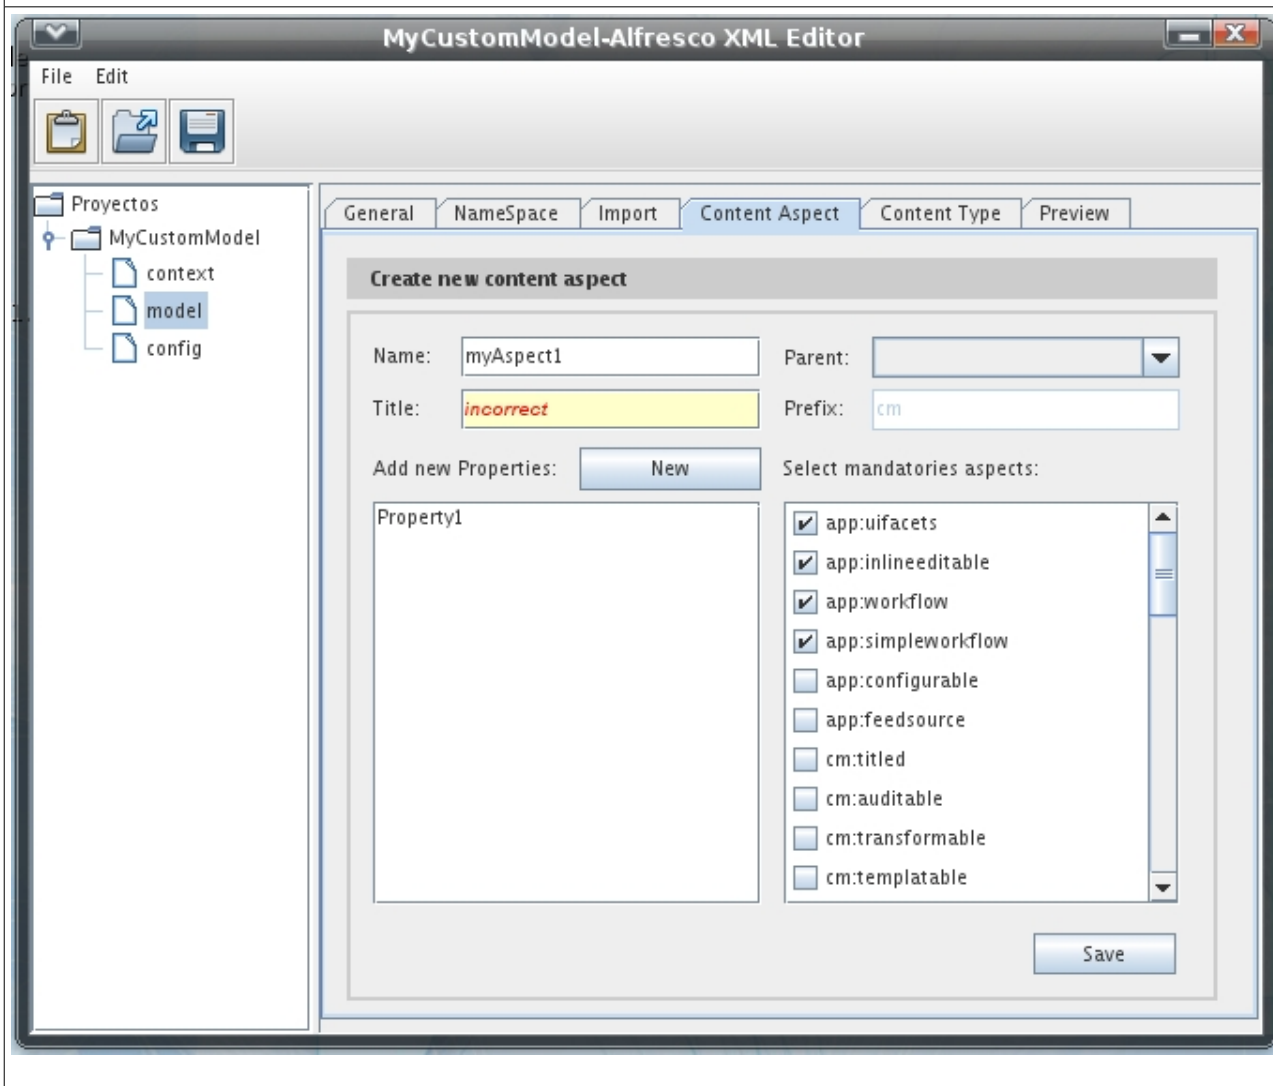 MyCustomModel-Alfresco XML Editor
File Edit
Proyectos
MyCustomModel
context
model
config
General NameSpace Import Content Aspect Content Type Preview
Create new content aspect
Name: myAspect1 Parent:
Title: incorrect Prefix: cm
Add new Properties: New Select mandatories aspects:
Property1
app:uifacets
app:inlineeditable
app:workflow
app:simpleworkflow
app:configurable
app:feedsource
cm:titled
cm:auditable
cm:transformable
cm:templatable
Save